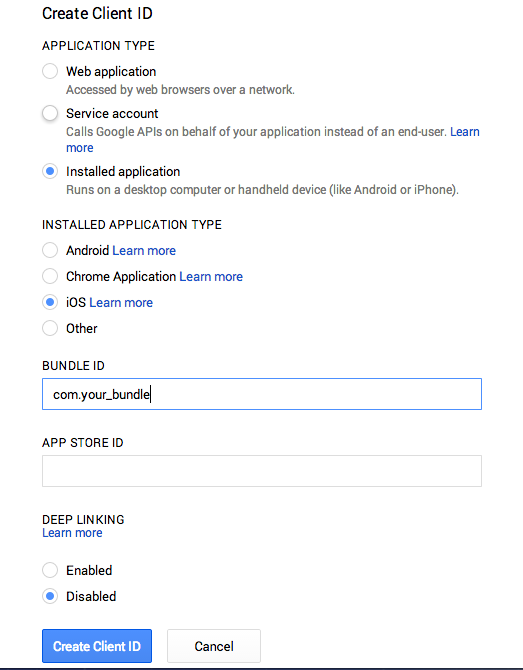 Create Client ID
APPLICATION TYPE
Web application
Accessed by web browsers over a network.
Service account
Calls Google APIs on behalf of your application instead of an end-user. Learn
more
Installed application
Runs on a desktop computer or handheld device (like Android or iPhone).
INSTALLED APPLICATION TYPE
Android Learn more
Chrome Application Learn more
iOS Learn more
Other
BUNDLE ID
com.your_bundle
APP STORE ID
DEEP LINKING
Learn more
Enabled
Disabled
Create Client ID Cancel